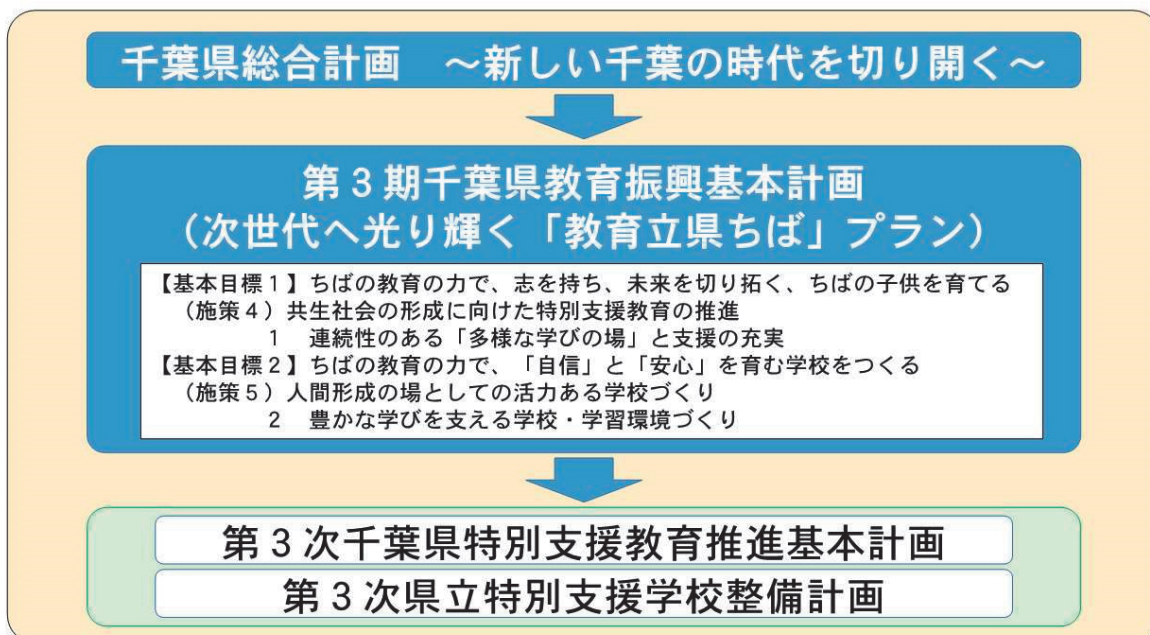 千葉県総合計画　～新しい千葉の時代を切り開く～
第３期千葉県教育振興基本計画
（次世代へ光り輝く「教育立県ちば」プラン）
【基本目標１】ちばの教育の力で、志を持ち、未来を切り拓く、ちばの子供を育てる
（施策４）共生社会の形成に向けた特別支援教育の推進
１　連続性のある「多様な学びの場」と支援の充実
【基本目標２】ちばの教育の力で、「自信」と「安心」を育む学校をつくる
（施策５）人間形成の場としての活力ある学校づくり
２　豊かな学びを支える学校・学習環境づくり
第３次千葉県特別支援教育推進基本計画
第３次県立特別支援学校整備計画